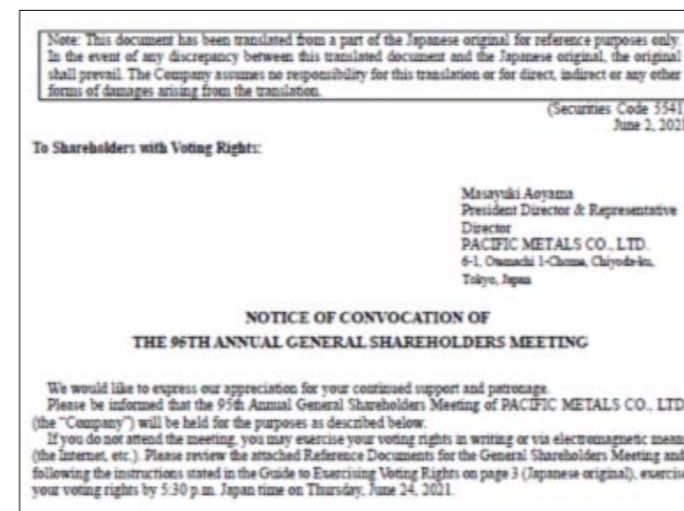 Note: This document has been translated from a part of the Japanese original for reference purposes only.
In the event of any discrepancy between this translated document and the Japanese original, the original
shall prevail. The Company assumes no responsibility for this translation or for direct, indirect or any other
forms of damages arising from the translation.
(Securities Code 5541
June 2, 2021
To Shareholders with Voting Rights:
Masayuki Aoyama
President Director & Representative
Director
PACIFIC METALS CO., LTD.
6-1, 1-Chome, Chiyoda-ku,
Tokyo, Japan
NOTICE OF CONVOCATION OF
THE ANNUAL GENERAL SHAREHOLDERS MEETING
We would like to express our appreciation for your continued support and patronage.
Please be informed that the 95th Annual General Shareholders Meeting of PACIFIC METALS CO., LTD
(the "Company") will be held for the purposes as described below.
If you do not attend the meeting, you may exercise your voting rights in writing or via electromagnetic mean
(the Internet, etc.). Please review the attached Reference Documents for the General Shareholders Meeting and
following the instructions stated in the Guide to Exercising Voting Rights on page 3 (Japanese original), exercise
your voting rights by 5:30 p.m. Japan time on Thursday, June 24, 2021.